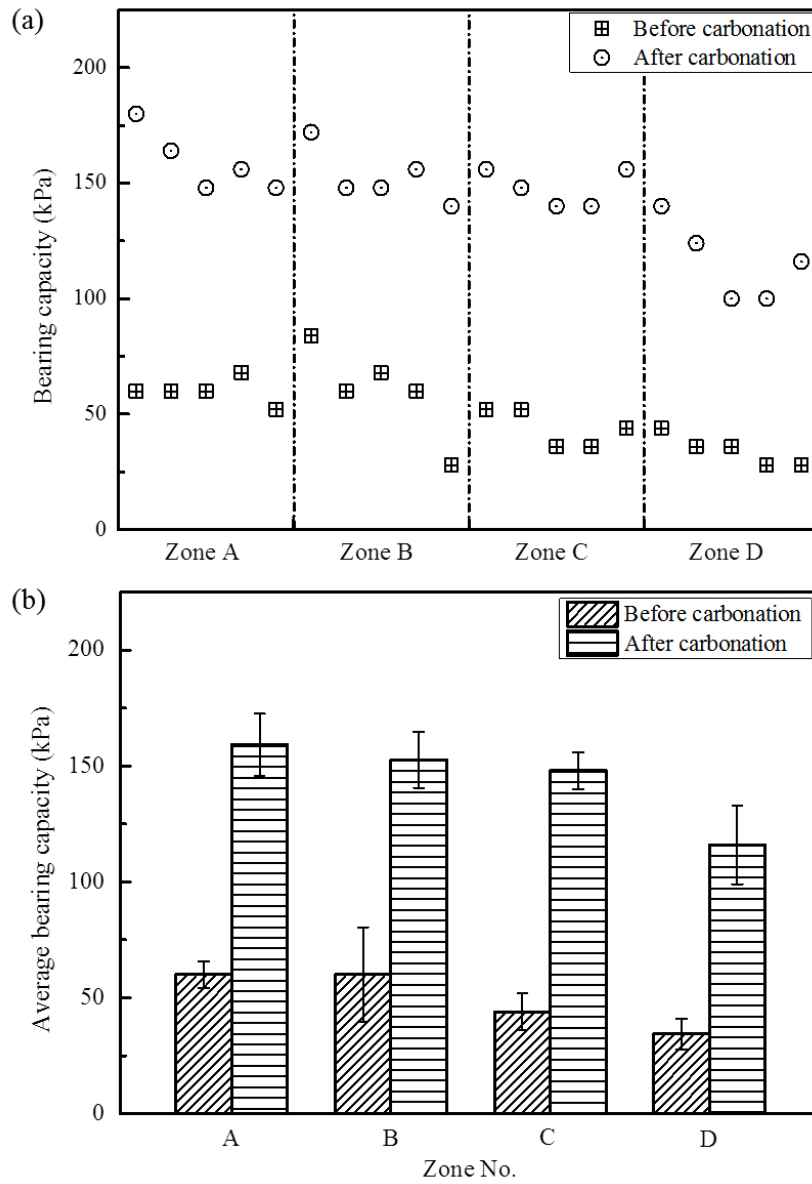 (a)
Before carbonation
After carbonation
200
150
100
50
0
Bearing capacity (kPa)
Zone A Zone B Zone C Zone D
(b)
Before carbonation
After carbonation
200
150
100
50
0
Average bearing capacity (kPa)
A B C D
Zone No.